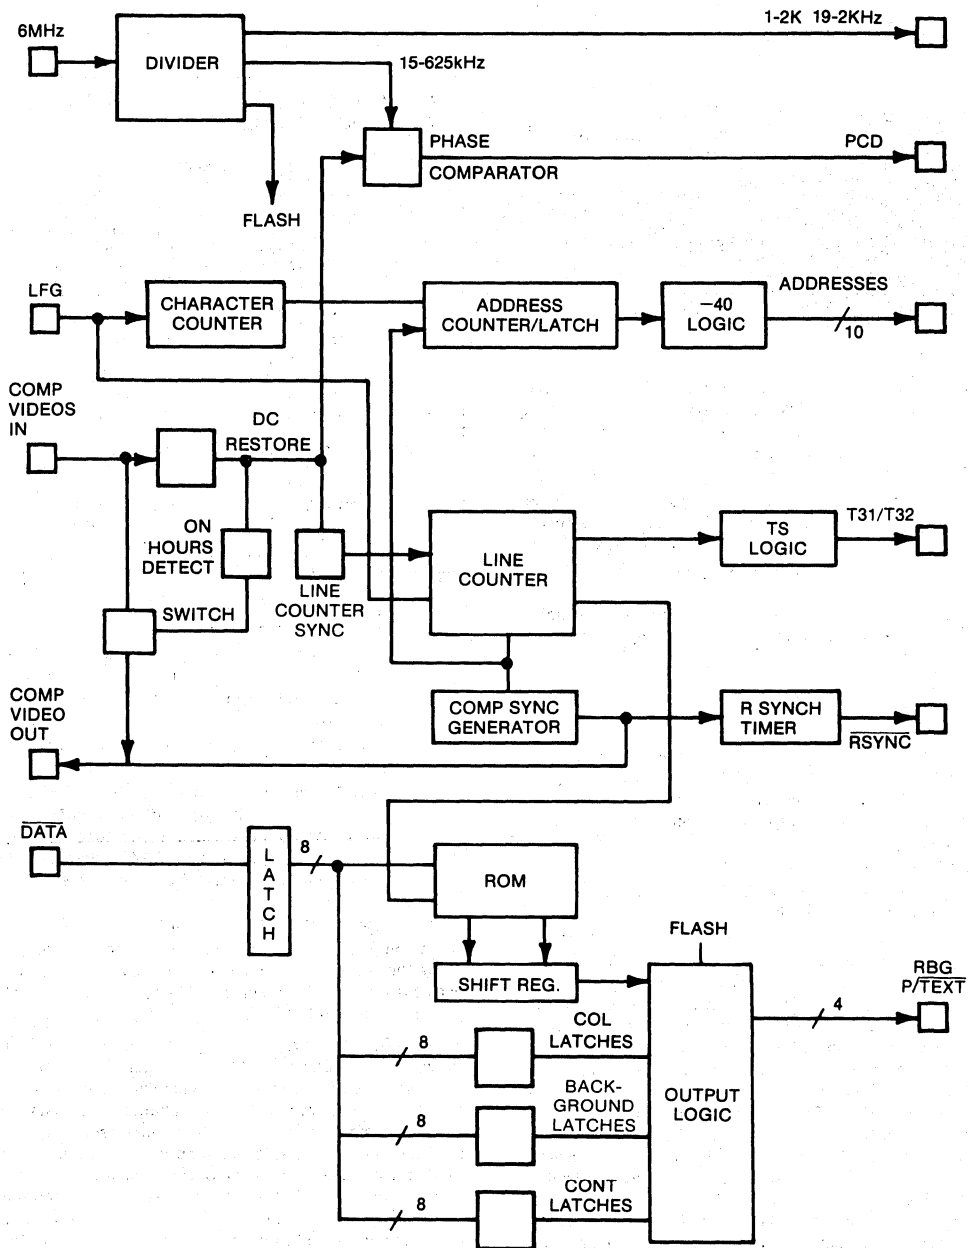 1-2K 19-2KHz
6MHz
DIVIDER
15-625kHz
PHASE
COMPARATOR
PCD
FLASH
LFG
CHARACTER
COUNTER
ADDRESS
COUNTER/LATCH
−40
LOGIC
ADDRESSES
10
COMP
VIDEOS
IN
DC
RESTORE
ON
HOURS
DETECT
LINE
COUNTER
SYNC
LINE
COUNTER
TS
LOGIC
T31/T32
SWITCH
COMP
VIDEO
OUT
COMP SYNC
GENERATOR
R SYNCH
TIMER
RSYNC
DATA
LATCH
8
ROM
SHIFT REG.
FLASH
RBG
P/TEXT
4
OUTPUT
LOGIC
COL
LATCHES
8
BACK-
GROUND
LATCHES
8
CONT
LATCHES
8